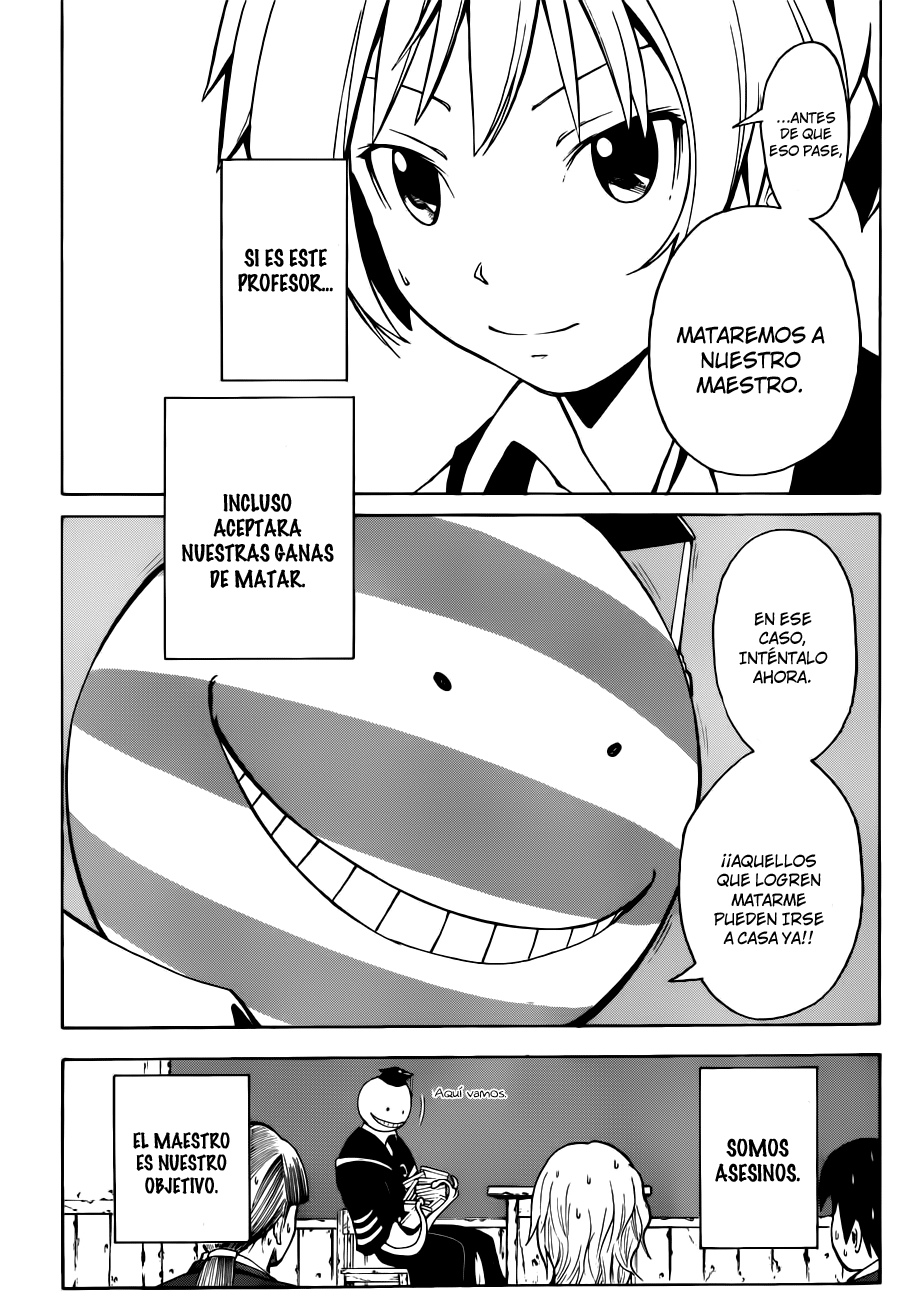 ...ANTES
DE QUE
ESO PASE,
MATAREMOS A
NUESTRO
MAESTRO.
SI ES ESTE
PROFESOR...
INCLUSO
ACEPTARA
NUESTRAS GANAS
DE MATAR.
EN ESE
CASO,
INTÉNTALO
AHORA.
¡¡AQUELLOS
QUE LOGREN
MATARME
PUEDEN IRSE
A CASA YA!!
Aquí vamos.
SOMOS
ASESINOS.
EL MAESTRO
ES NUESTRO
OBJETIVO.